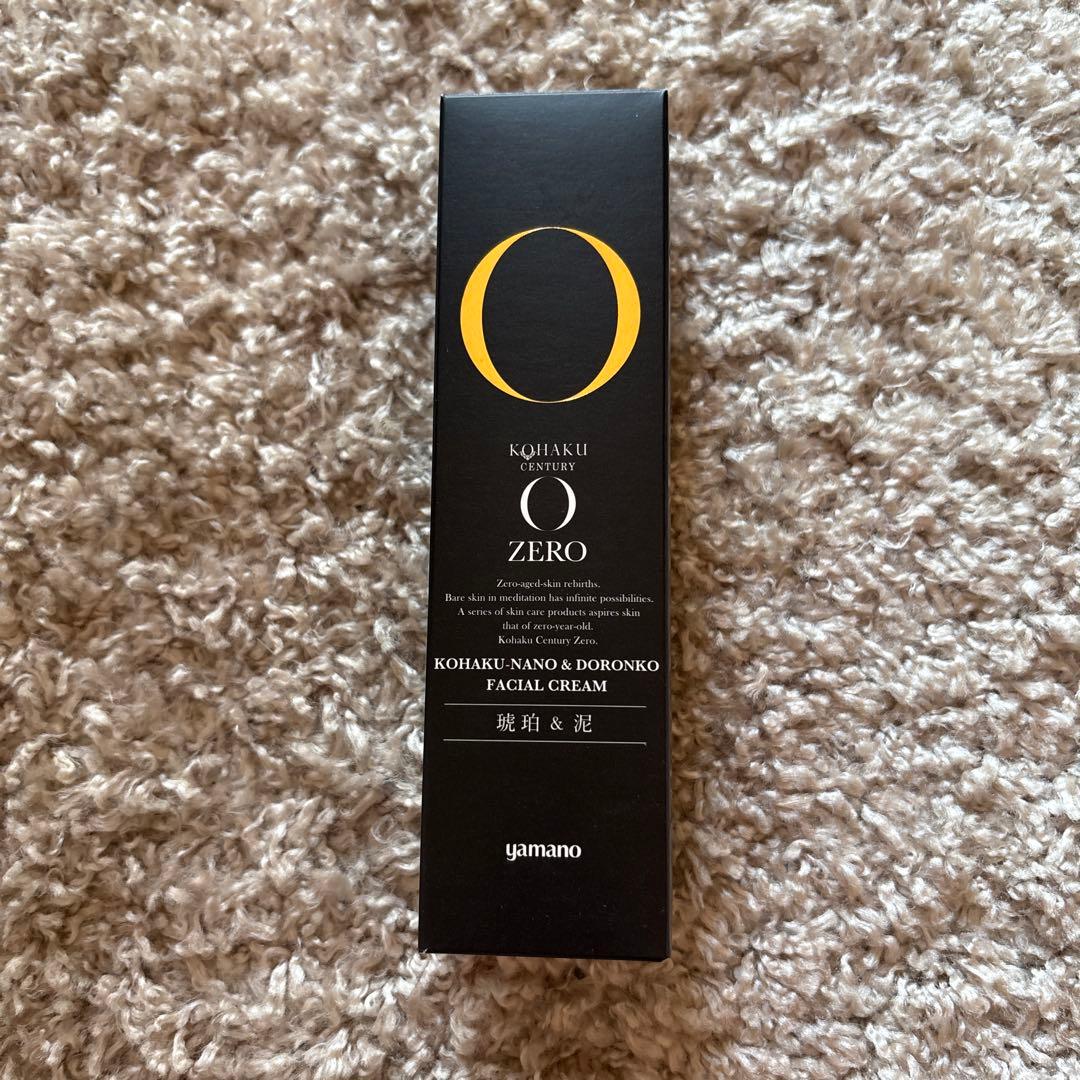 O
KOHAKU
CENTURY
O
ZERO
Zero-aged-skin rebirths.
Bare skin in meditation has infinite possibilities.
A series of skin care products aspires skin
that of zero-year-old.
Kohaku Century Zero.
KOHAKU-NANO & DORONKO
FACIAL CREAM
琥珀 & 泥
yamano